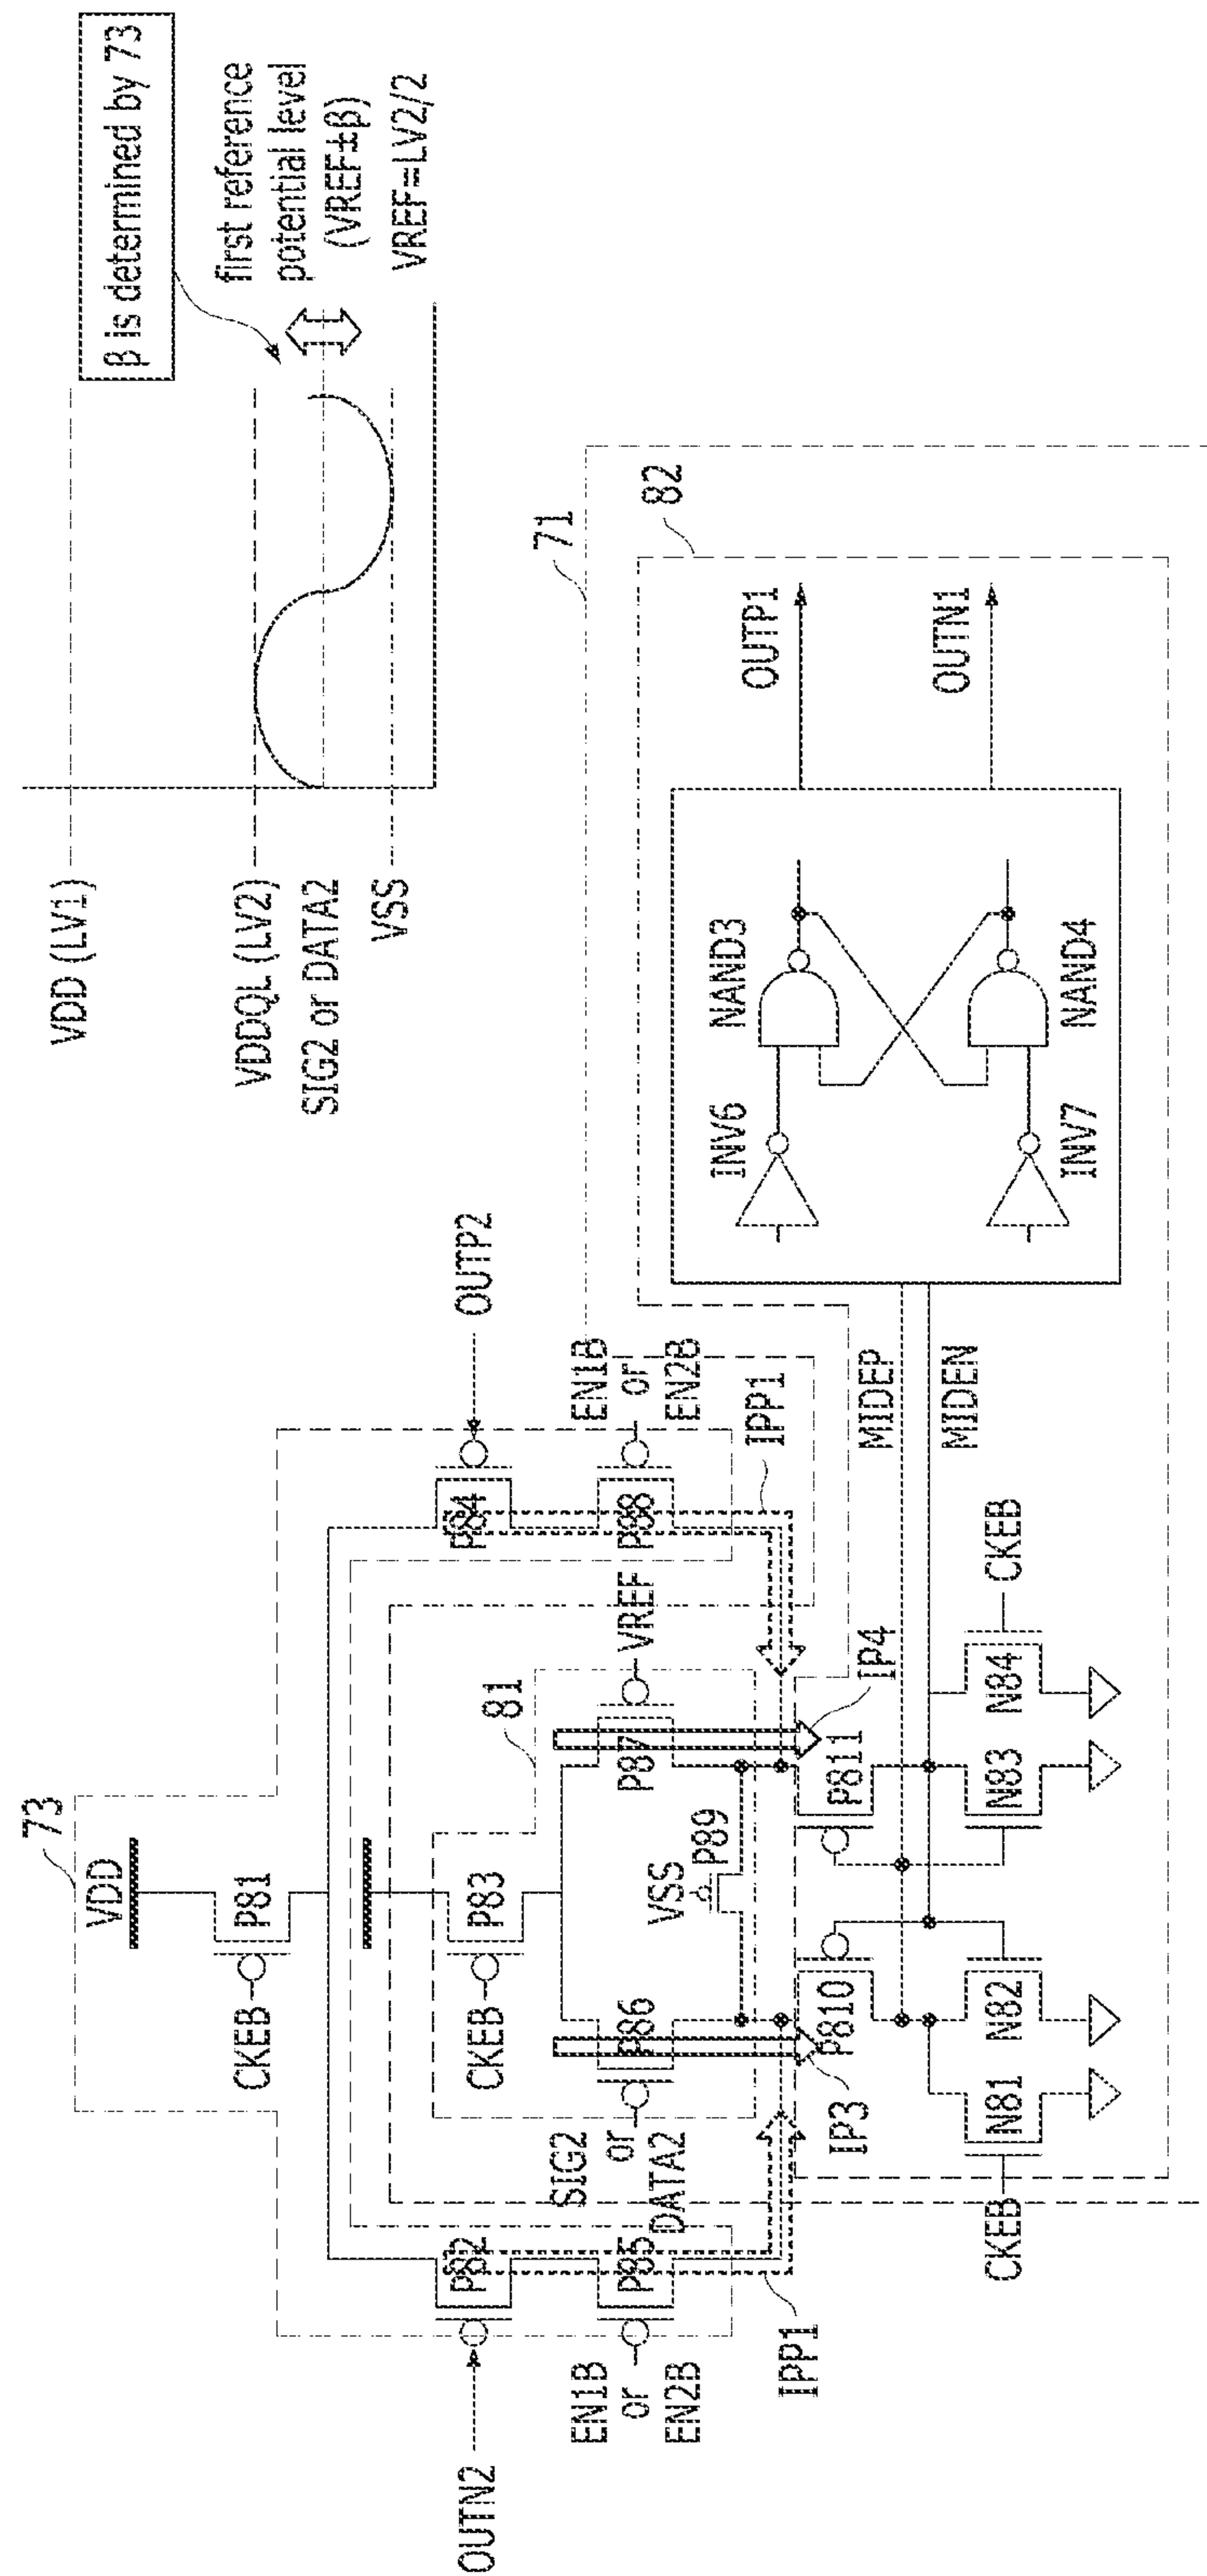 73
VDD
CKEB
P81
OUTN2
P82
EN1B
or
EN2B
P85
IPP1
CKEB
P83
81
SIG2
or
DATA2
P86
P87
VREF
VSS
P89
P84
OUTP2
P88
EN1B
or
EN2B
IPP1
IP3
IP4
P810
P811
MIDEP
MIDEN
CKEB
N81
N82
N83
N84
CKEB
71
82
INV6
NAND3
INV7
NAND4
OUTP1
OUTN1
VDD (LV1)
VDDQL (LV2)
SIG2 or DATA2
VSS
β is determined by 73
first reference
potential level
(VREF±β)
VREF=LV2/2